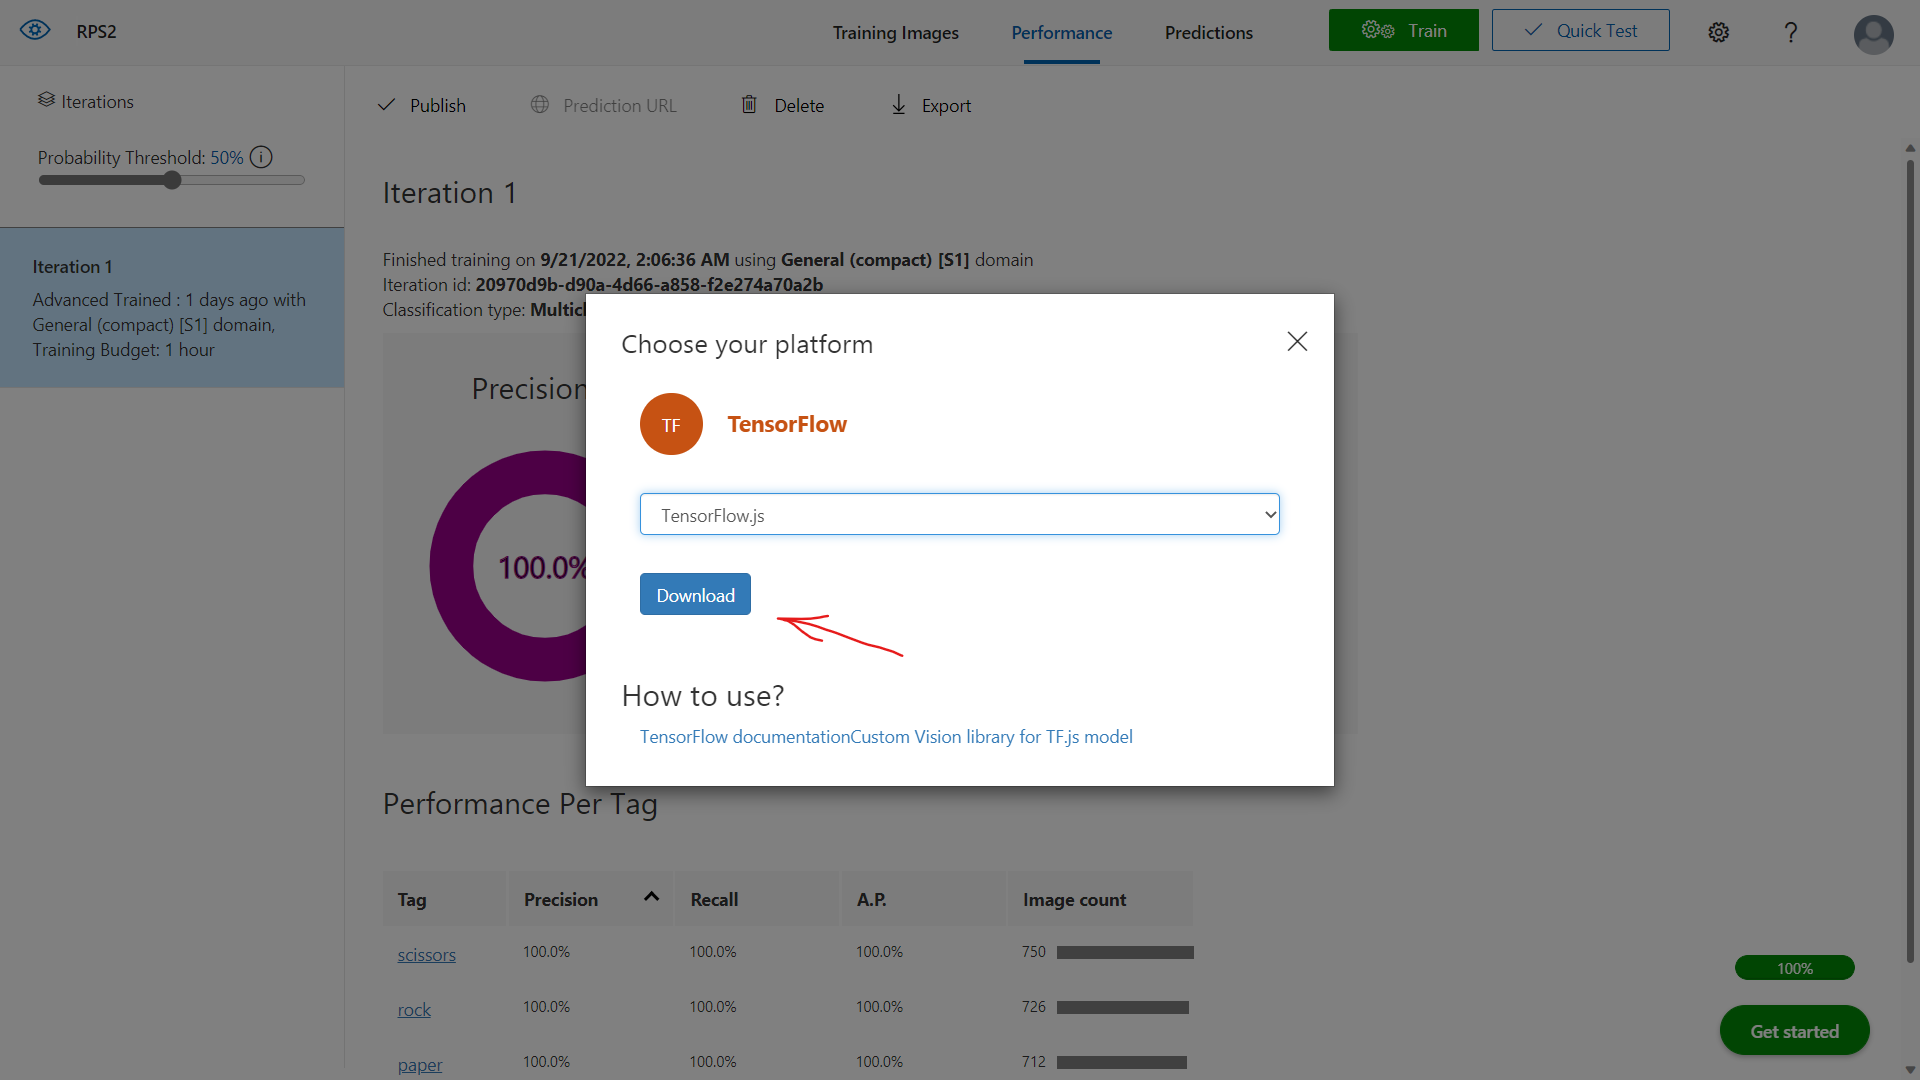 RPS2
Training Images
Performance
Predictions
Train
Quick Test
?
Iterations
Publish
Prediction URL
Delete
Export
Probability Threshold: 50%
Iteration 1
Advanced Trained : 1 days ago with
General (compact) [S1] domain,
Training Budget: 1 hour
Iteration 1
Finished training on 9/21/2022, 2:06:36 AM using General (compact) [S1] domain
Iteration id: 20970d9b-d90a-4d66-a858-f2e274a70a2b
Classification type:
Precision
100.0%
Choose your platform
TF
TensorFlow
TensorFlow.js
Download
How to use?
TensorFlow documentationCustom Vision library for TF.js model
Performance Per Tag
Tag Precision Recall A.P. Image count
scissors 100.0% 100.0% 100.0% 750
rock 100.0% 100.0% 100.0% 726
paper 100.0% 100.0% 100.0% 712
100%
Get started